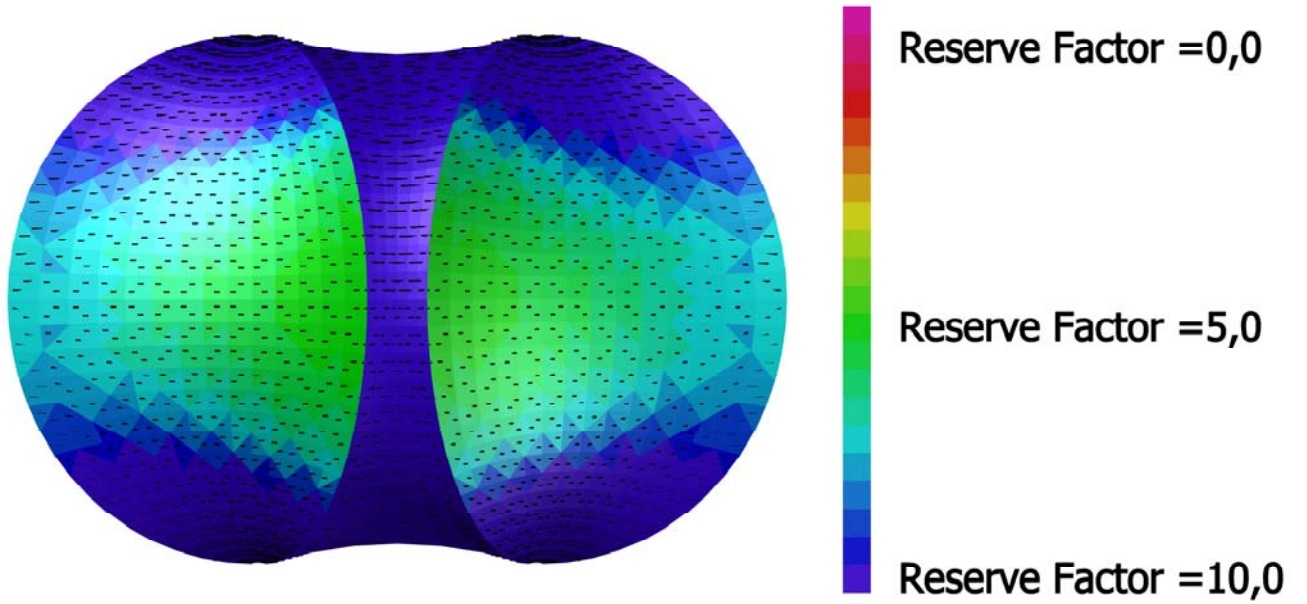 Reserve Factor =0,0
Reserve Factor =5,0
Reserve Factor =10,0